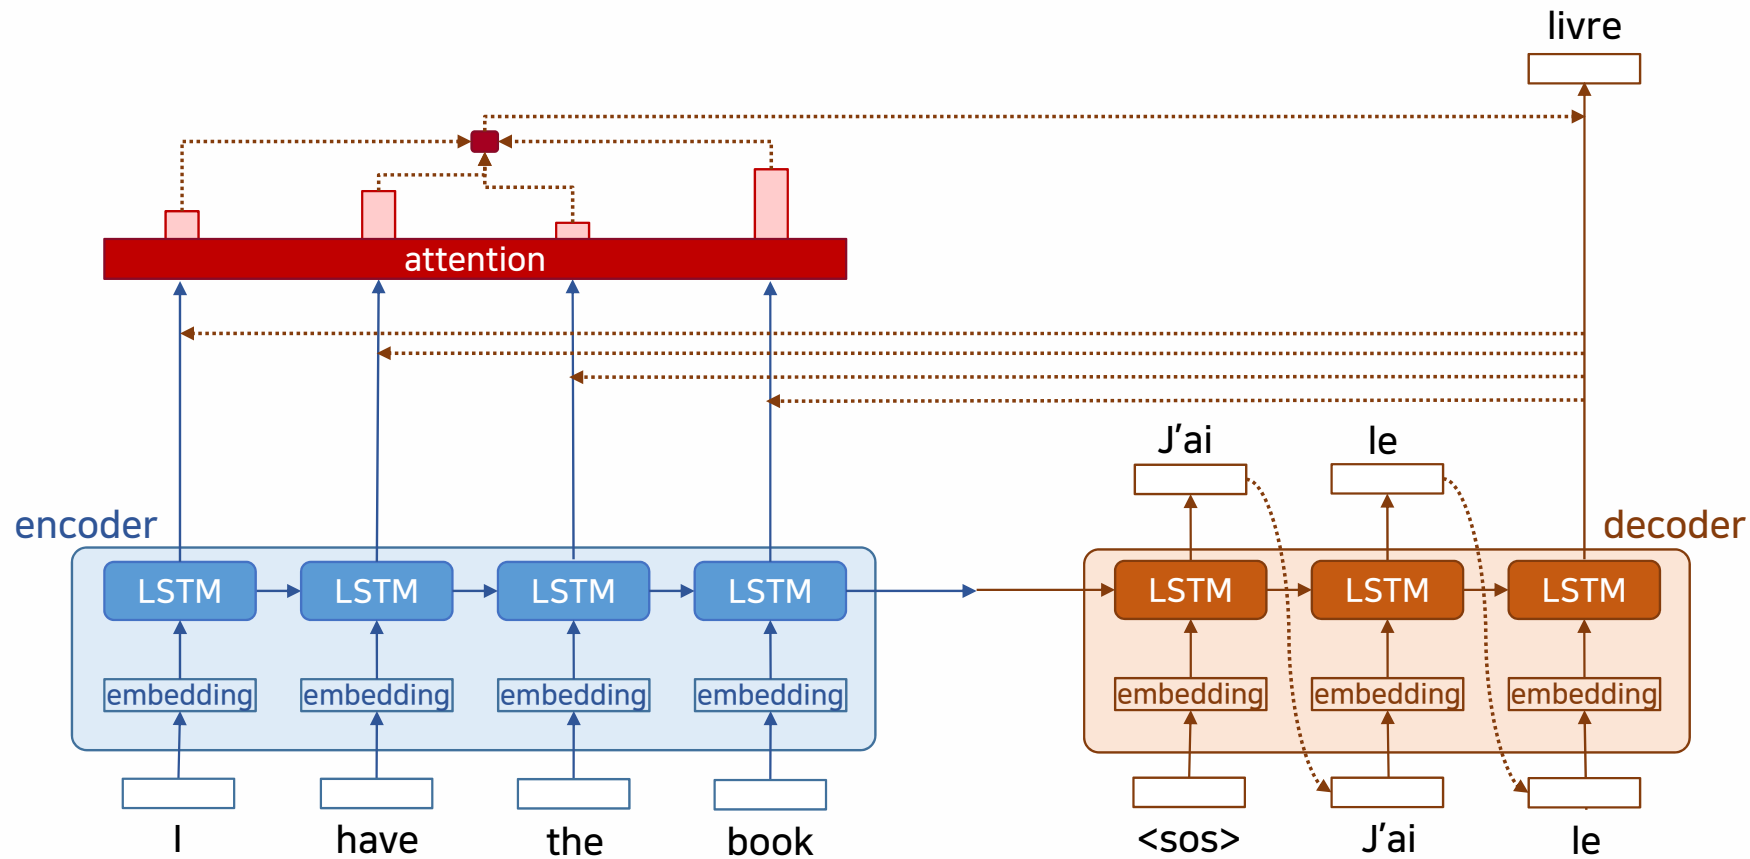 livre
attention
J'ai le
encoder
decoder
LSTM LSTM LSTM LSTM LSTM LSTM LSTM
embedding embedding embedding embedding embedding embedding embedding
I have the book <sos> J'ai le